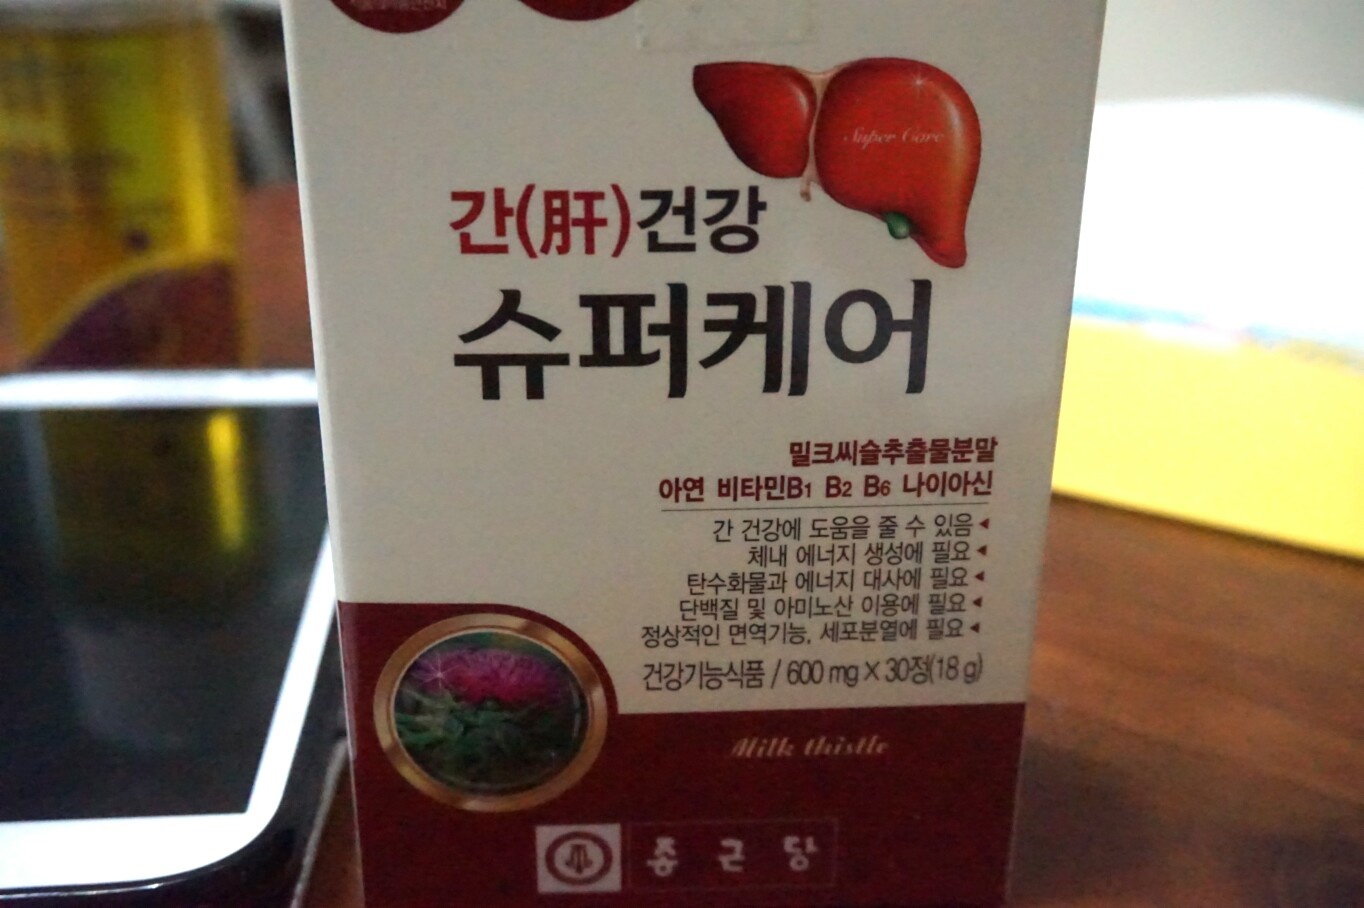 Super Care
간(肝)건강
슈퍼케어
밀크씨슬추출물분말
아연 비타민B1 B2 B6 나이아신
간 건강에 도움을 줄 수 있음
체내 에너지 생성에 필요
탄수화물과 에너지 대사에 필요
단백질 및 아미노산 이용에 필요
정상적인 면역기능, 세포분열에 필요
건강기능식품 / 600 mg X 30정(18 g)
Milk thistle
종근당